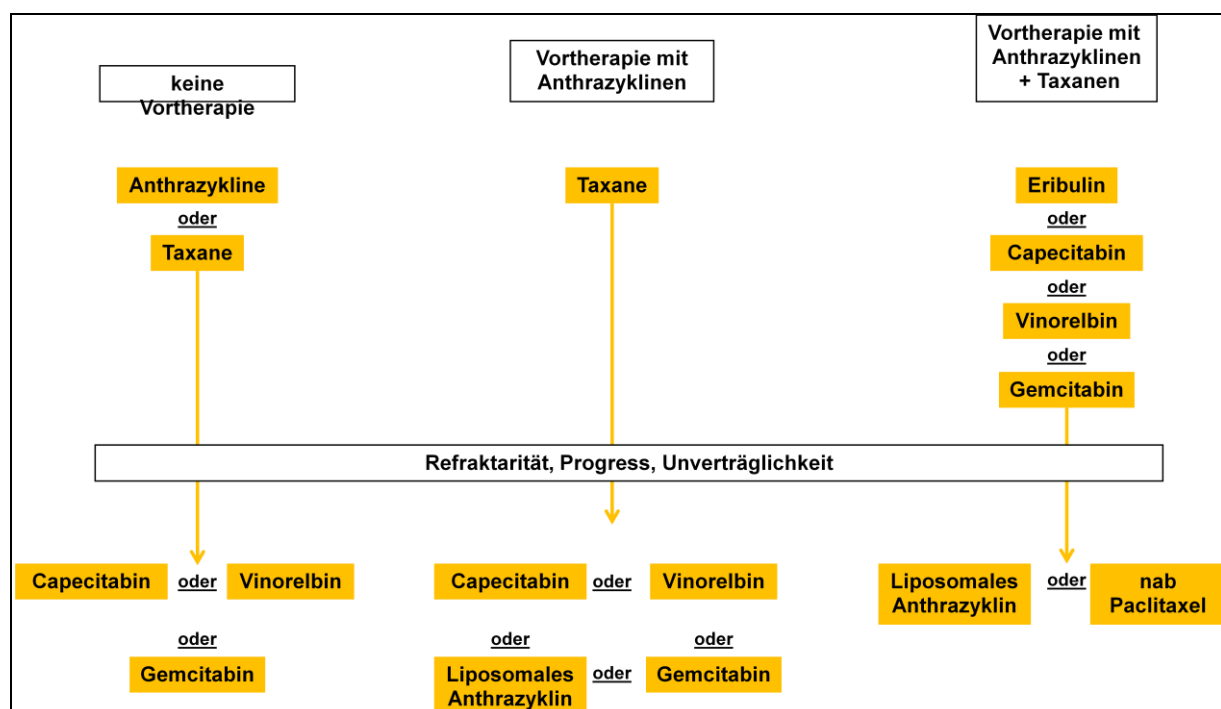 keine
Vortherapie
Vortherapie mit
Anthrazyklinen
Vortherapie mit
Anthrazyklinen
+ Taxanen
Anthrazykline
oder
Taxane
Taxane
Eribulin
oder
Capecitabin
oder
Vinorelbin
oder
Gemcitabin
Refraktarität, Progress, Unverträglichkeit
Capecitabin oder Vinorelbin
oder
Gemcitabin
Capecitabin oder Vinorelbin
oder oder
Liposomales
Anthrazyklin oder Gemcitabin
Liposomales
Anthrazyklin
oder
nab
Paclitaxel